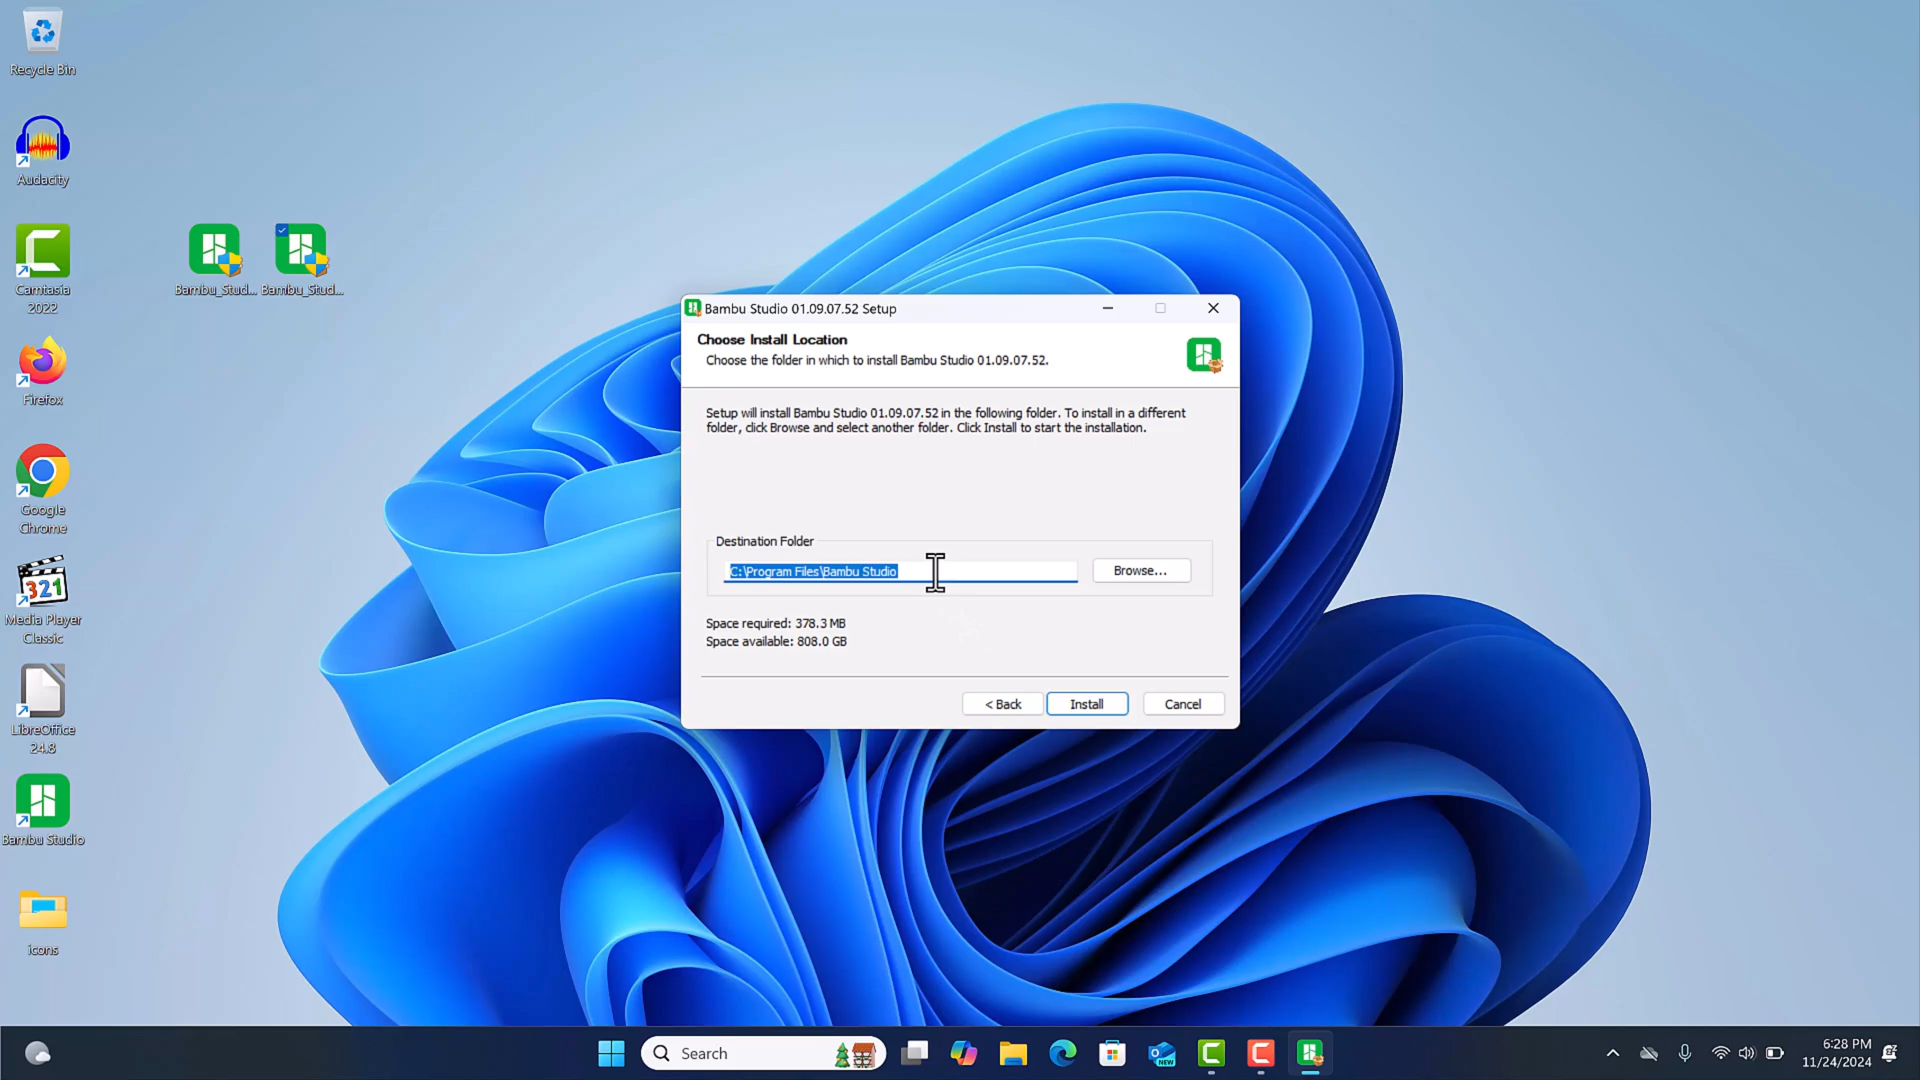 Recycle Bin
Audacity
Camtasia
2022
Firefox
Google
Chrome
321
Media Player
Classic
LibreOffice
24.8
Bambu Studio
icons
Bambu_Stud...
Bambu_Stud...
Bambu Studio 01.09.07.52 Setup
Choose Install Location
Choose the folder in which to install Bambu Studio 01.09.07.52.
Setup will install Bambu Studio 01.09.07.52 in the following folder. To install in a different
folder, click Browse and select another folder. Click Install to start the installation.
Destination Folder
C:\Program Files\Bambu Studio
Browse...
Space required: 378.3 MB
Space available: 808.0 GB
< Back
Install
Cancel
Search
NEW
6:28 PM
11/24/2024